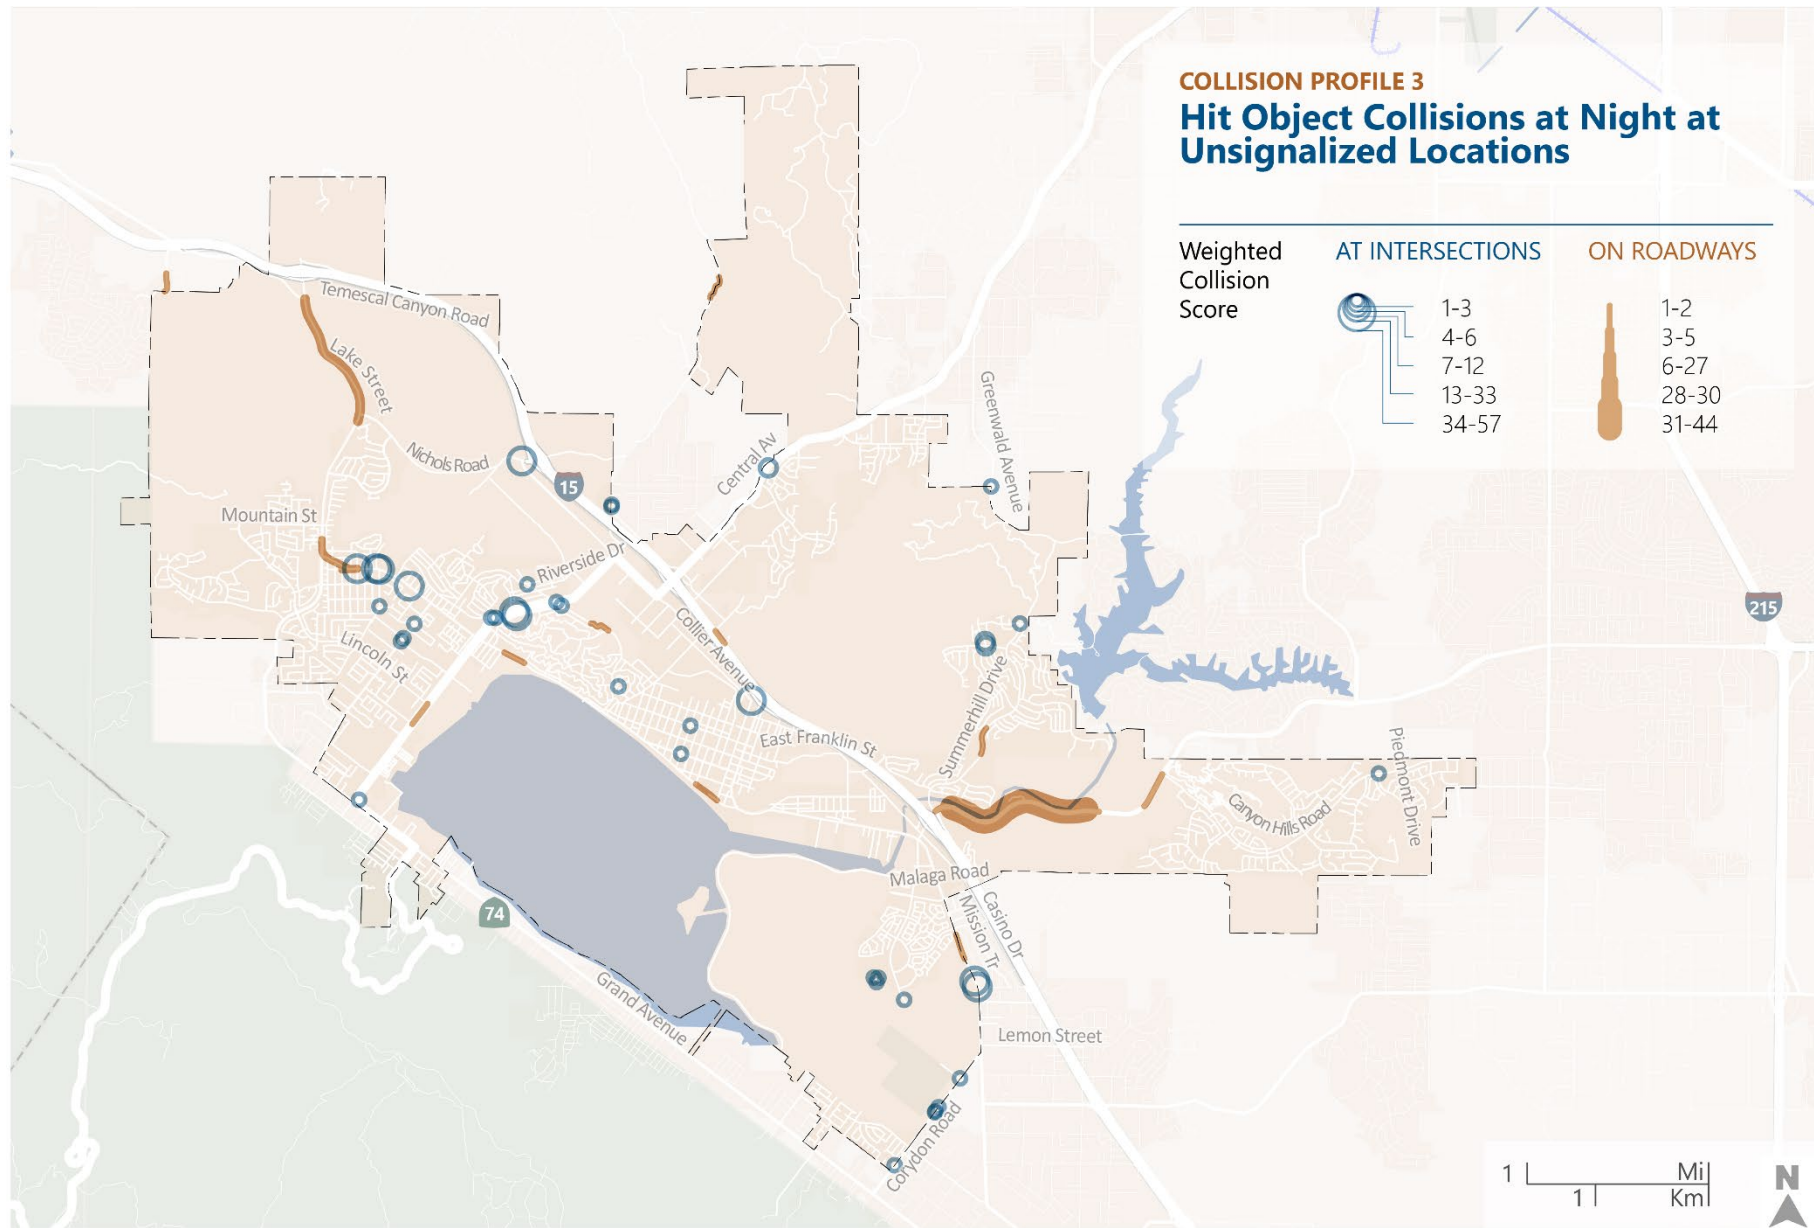 COLLISION PROFILE 3
Hit Object Collisions at Night at
Unsignalized Locations
Weighted
Collision
Score
AT INTERSECTIONS
1-3
4-6
7-12
13-33
34-57
ON ROADWAYS
1-2
3-5
6-27
28-30
31-44
Temescal Canyon Road
Lake Street
Nichols Road
Central Av
Greenwald Avenue
15
Mountain St
Riverside Dr
215
Collier Avenue
Lincoln St
Summerhill Drive
East Franklin St
Piedmont Drive
Canyon Hills Road
Malaga Road
Casino Dr
Mission Tr
74
Grand Avenue
Lemon Street
Corydon Road
1 Mi
1 Km
N